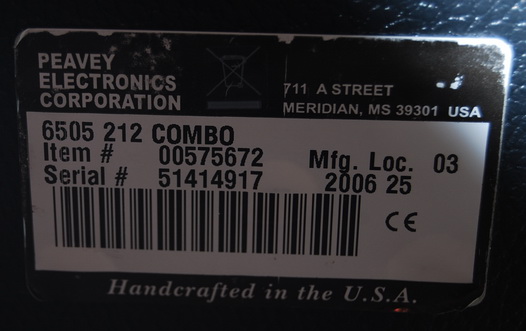 PEAVEY
ELECTRONICS
CORPORATION
711 A STREET
MERIDIAN, MS 39301 USA
6505 212 COMBO
Item # 00575672 Mfg. Loc. 03
Serial # 51414917 2006 25
CE
Handcrafted in the U.S.A.